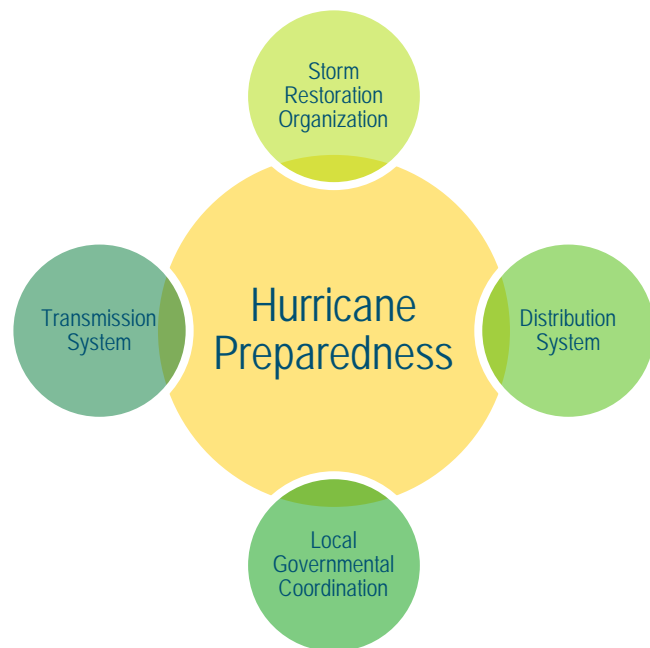 Storm
Restoration
Organization
Transmission
System
Hurricane
Preparedness
Distribution
System
Local
Governmental
Coordination